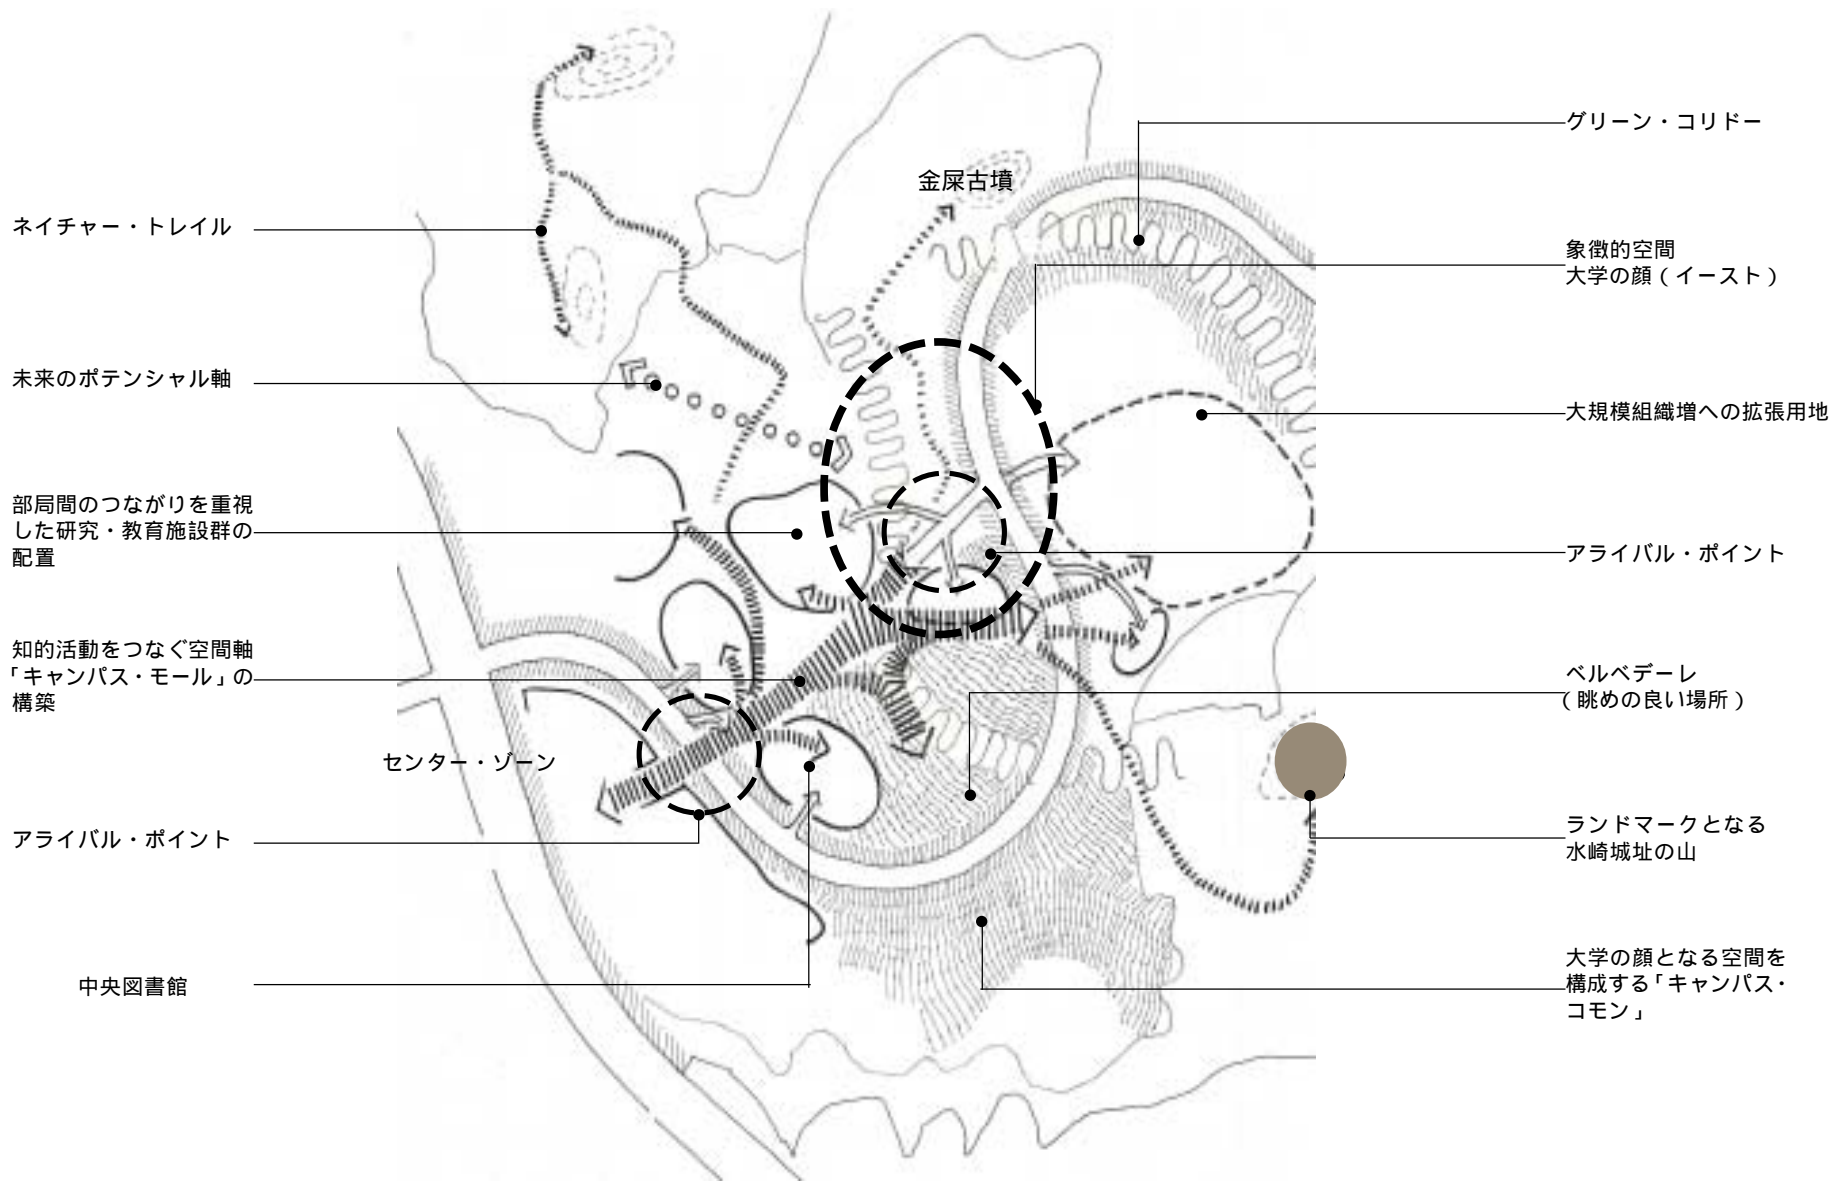 グリーン・コリドー
金屎古墳
ネイチャー・トレイル
象徴的空間
大学の顔（イースト）
未来のポテンシャル軸
大規模組織増への拡張用地
部局間のつながりを重視
した研究・教育施設群の
配置
アライバル・ポイント
知的活動をつなぐ空間軸
「キャンパス・モール」の
構築
ベルベデーレ
（眺めの良い場所）
センター・ゾーン
アライバル・ポイント
ランドマークとなる
水崎城址の山
中央図書館
大学の顔となる空間を
構成する「キャンパス・
コモン」